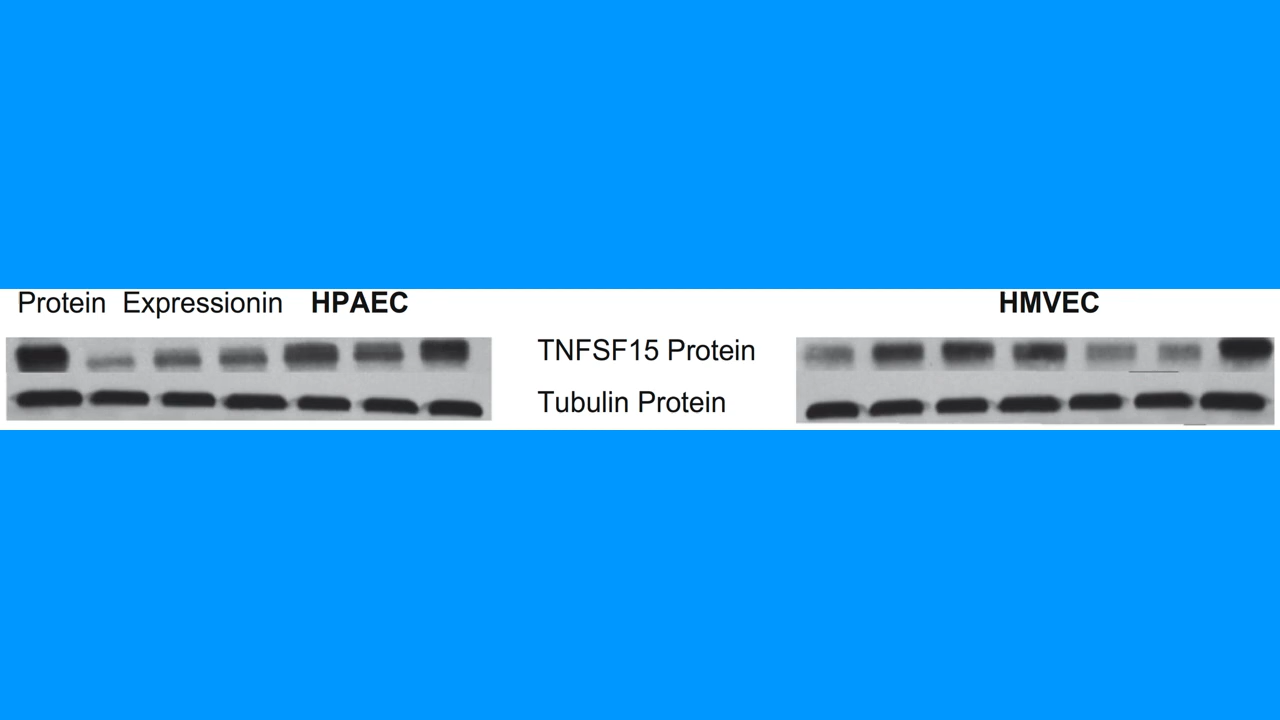 Protein Expressionin HPAEC
HMVEC
TNFSF15 Protein
Tubulin Protein